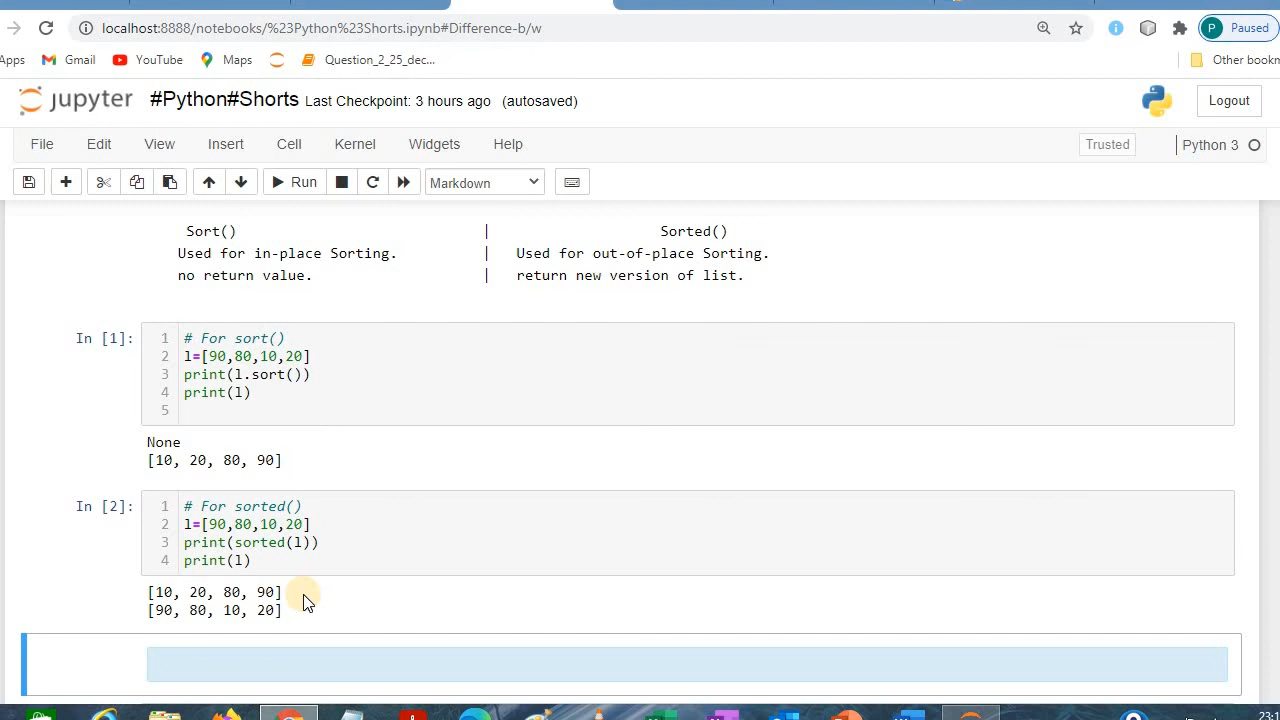 localhost:8888/notebooks/%23Python%23Shorts.ipynb#Difference-b/w
P Paused
Apps Gmail YouTube Maps Question_2_25_dec... Other bookm
jupyter #Python#Shorts Last Checkpoint: 3 hours ago (autosaved) Logout
File Edit View Insert Cell Kernel Widgets Help Trusted Python 3
Run Markdown
Sort() | Sorted()
Used for in-place Sorting. | Used for out-of-place Sorting.
no return value. | return new version of list.
In [1]: 1 # For sort()
2 l=[90,80,10,20]
3 print(l.sort())
4 print(l)
5
None
[10, 20, 80, 90]
In [2]: 1 # For sorted()
2 l=[90,80,10,20]
3 print(sorted(l))
4 print(l)
[10, 20, 80, 90]
[90, 80, 10, 20]